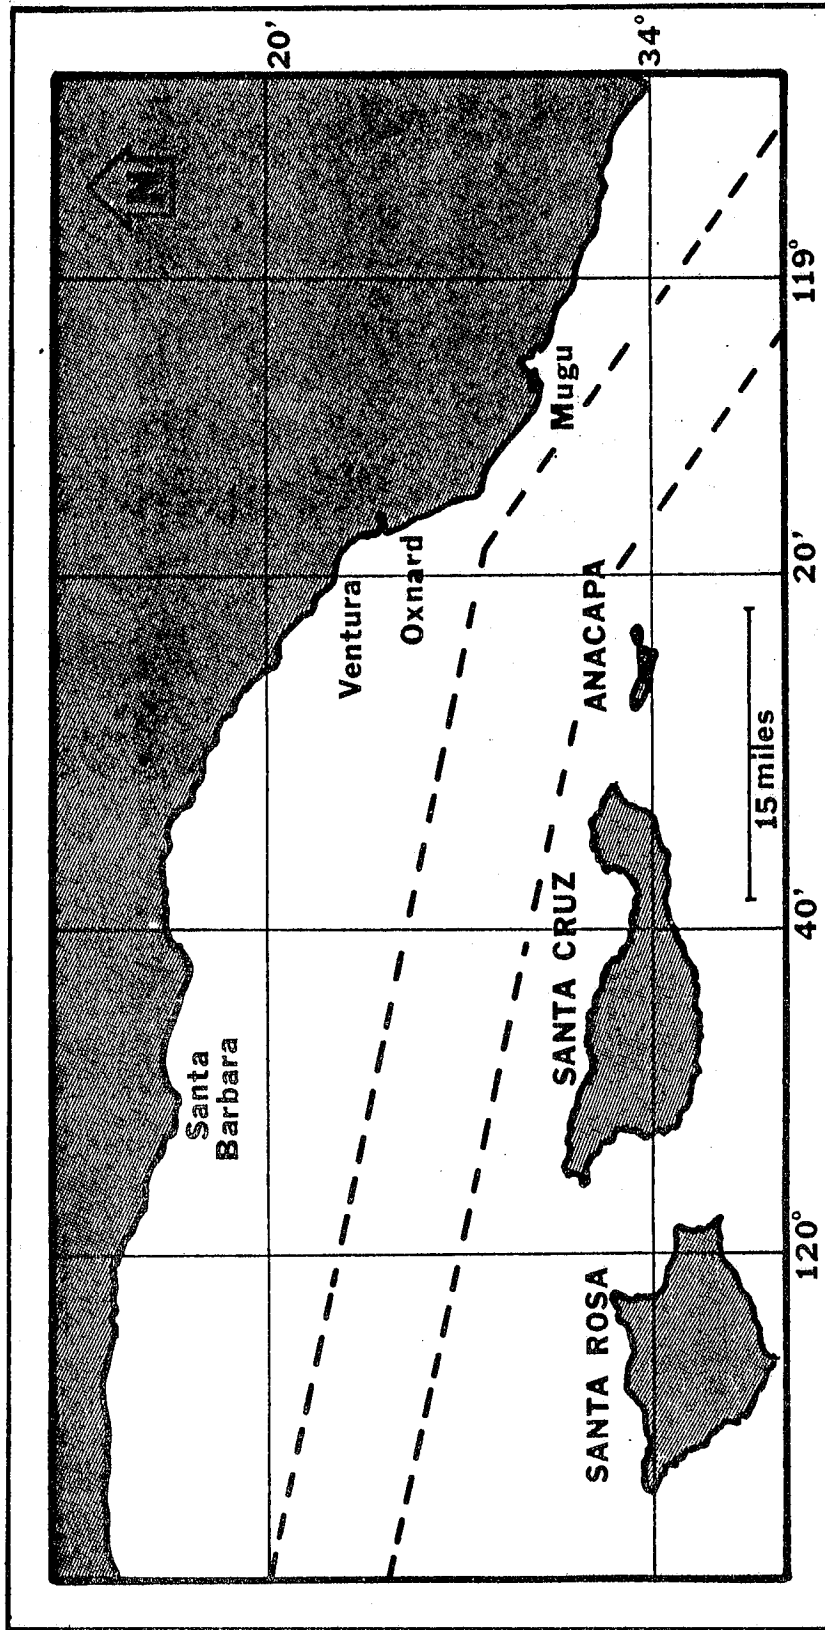 N
Santa
Barbara
Ventura
Oxnard
Mugu
SANTA ROSA
SANTA CRUZ
ANACAPA
15 miles
20'
34°
120°
40'
20'
119°